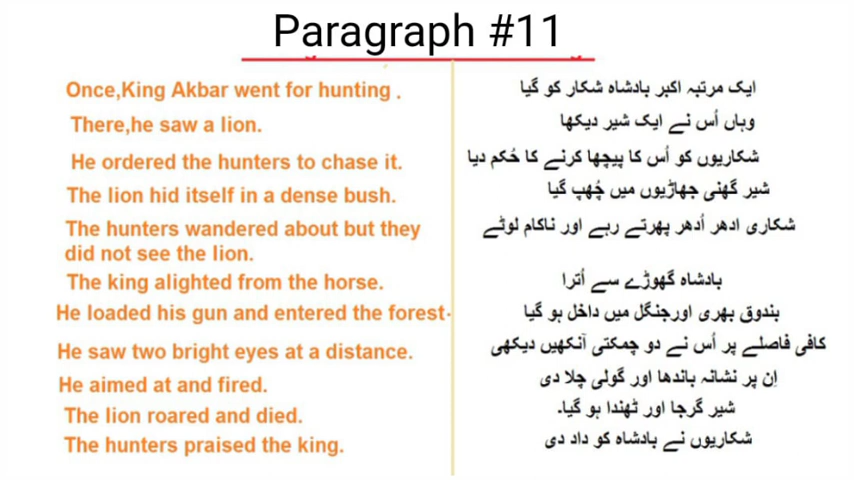 Paragraph #11
Once,King Akbar went for hunting .
There,he saw a lion.
He ordered the hunters to chase it.
The lion hid itself in a dense bush.
The hunters wandered about but they
did not see the lion.
The king alighted from the horse.
He loaded his gun and entered the forest.
He saw two bright eyes at a distance.
He aimed at and fired.
The lion roared and died.
The hunters praised the king.
ایک مرتبہ اکبر بادشاہ شکار کو گیا
وہاں اُس نے ایک شیر دیکھا
شکاریوں کو اُس کا پیچھا کرنے کا حُکم دیا
شیر گھنی جھاڑیوں میں چُھپ گیا
شکاری ادھر اُدھر پھرتے رہے اور ناکام لوٹے
بادشاہ گھوڑے سے اُترا
بندوق بھری اورجنگل میں داخل ہو گیا
کافی فاصلے پر اُس نے دو چمکتی آنکھیں دیکھی
اِن پر نشانہ باندھا اور گولی چلا دی
شیر گرجا اور ٹھندا ہو گیا۔
شکاریوں نے بادشاہ کو داد دی